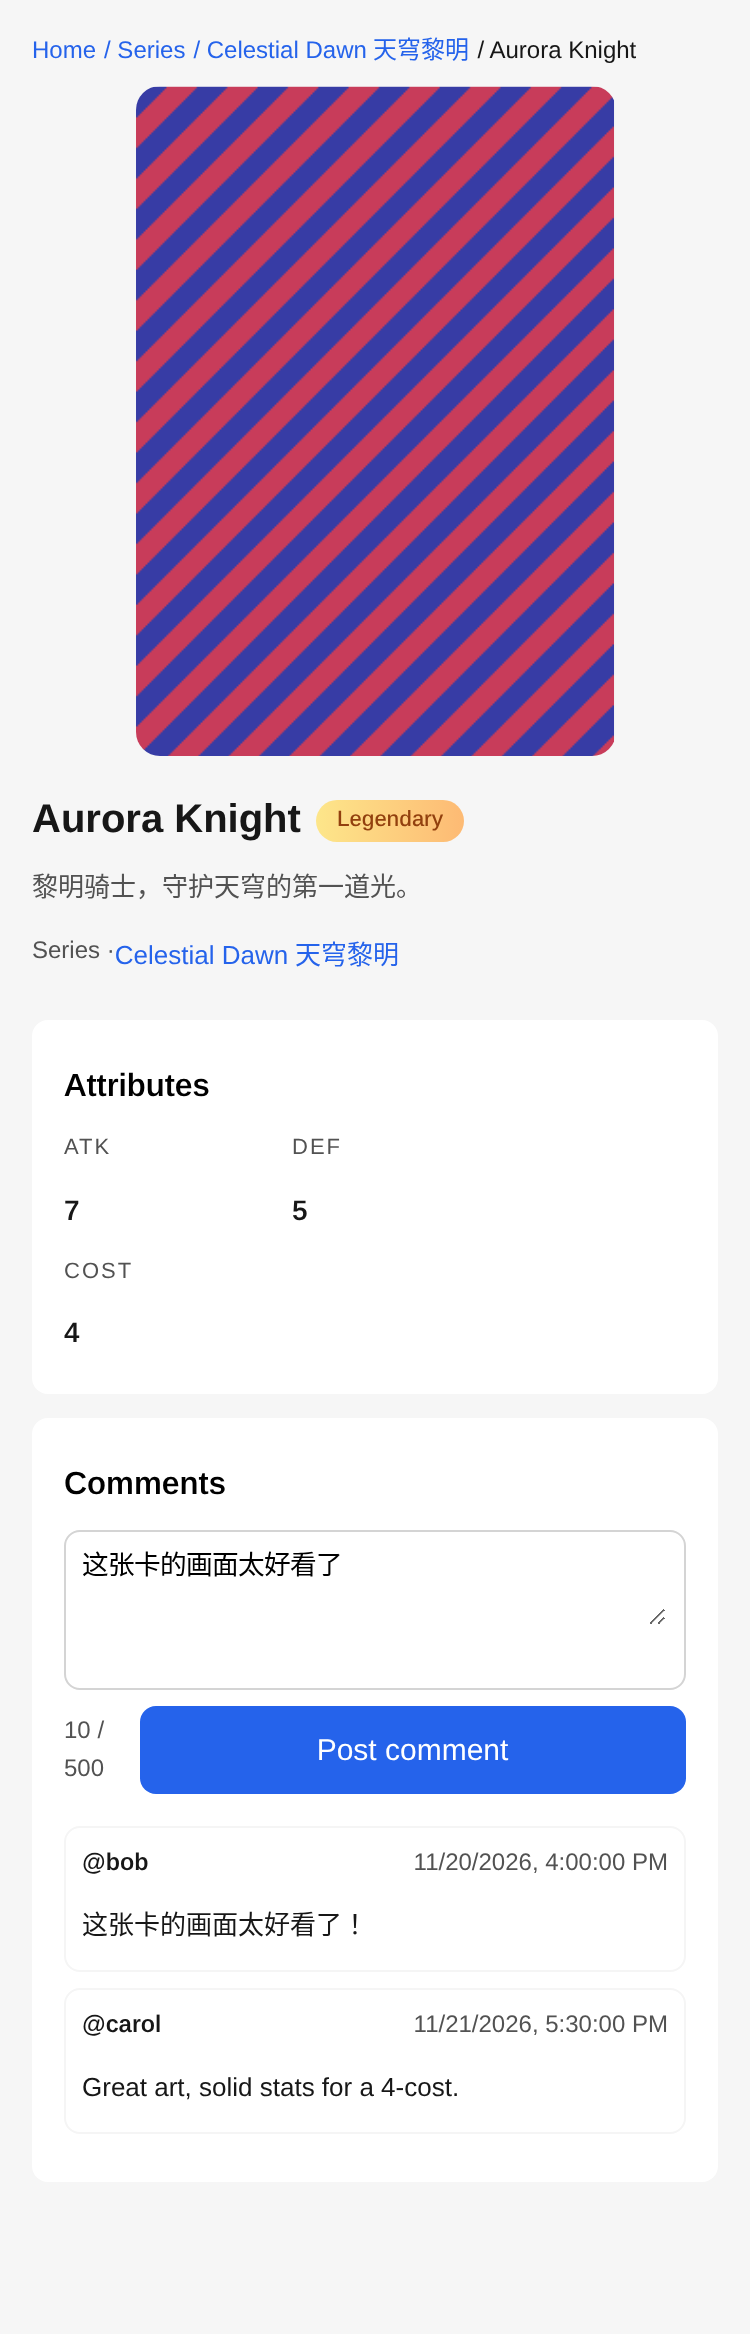 Home / Series / Celestial Dawn 天穹黎明 / Aurora Knight
Aurora Knight Legendary
黎明骑士，守护天穹的第一道光。
Series ·Celestial Dawn 天穹黎明
Attributes
ATK DEF
7 5
COST
4
Comments
这张卡的画面太好看了
10 /
500
Post comment
@bob 11/20/2026, 4:00:00 PM
这张卡的画面太好看了！
@carol 11/21/2026, 5:30:00 PM
Great art, solid stats for a 4-cost.